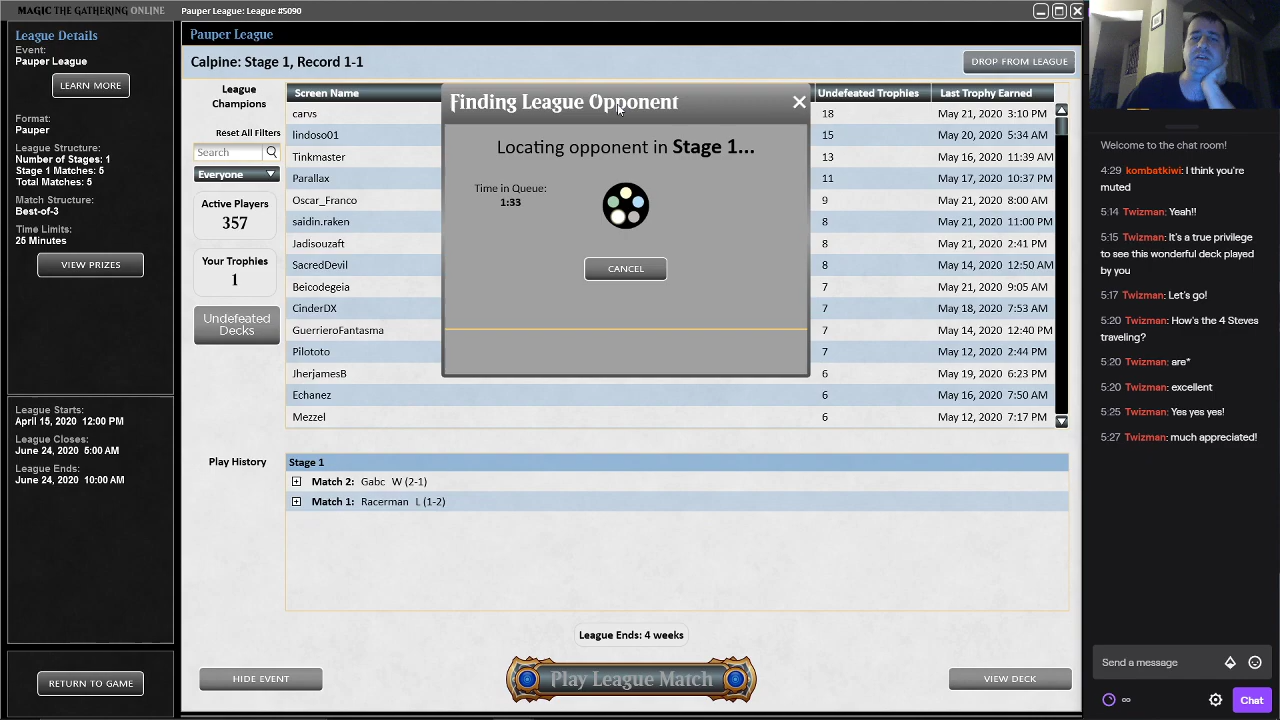 MAGIC THE GATHERING ONLINE
Pauper League: League #5090
League Details
Event:
Pauper League
LEARN MORE
Format:
Pauper
League Structure:
Number of Stages: 1
Stage 1 Matches: 5
Total Matches: 5
Match Structure:
Best-of-3
Time Limits:
25 Minutes
VIEW PRIZES
League Starts:
April 15, 2020 12:00 PM
League Closes:
June 24, 2020 5:00 AM
League Ends:
June 24, 2020 10:00 AM
RETURN TO GAME
Pauper League
Calpine: Stage 1, Record 1-1
DROP FROM LEAGUE
League
Champions
Reset All Filters
Search
Everyone
Active Players
357
Your Trophies
1
Undefeated
Decks
Screen Name Undefeated Trophies Last Trophy Earned
carvs 18 May 21, 2020 3:10 PM
lindoso01 15 May 20, 2020 5:34 AM
Tinkmaster 13 May 16, 2020 11:39 AM
Parallax 11 May 17, 2020 10:37 PM
Oscar_Franco 9 May 21, 2020 8:00 AM
saidin.raken 8 May 21, 2020 11:00 PM
Jadisouzaft 8 May 21, 2020 2:41 PM
SacredDevil 8 May 14, 2020 12:50 AM
Beicodegeia 7 May 21, 2020 9:05 AM
CinderDX 7 May 18, 2020 7:53 AM
GuerrieroFantasma 7 May 14, 2020 12:40 PM
Pilototo 7 May 12, 2020 2:44 PM
JherjamesB 6 May 19, 2020 6:23 PM
Echanez 6 May 16, 2020 7:50 AM
Mezzel 6 May 12, 2020 7:17 PM
Finding League Opponent
Locating opponent in Stage 1...
Time in Queue:
1:33
CANCEL
Play History
Stage 1
Match 2: Gabc W (2-1)
Match 1: Racerman L (1-2)
League Ends: 4 weeks
HIDE EVENT
Play League Match
VIEW DECK
Welcome to the chat room!
4:29 kombatkiwi: I think you're
muted
5:14 Twizman: Yeah!!
5:15 Twizman: It's a true privilege
to see this wonderful deck played
by you
5:17 Twizman: Let's go!
5:20 Twizman: How's the 4 Steves
traveling?
5:20 Twizman: are*
5:20 Twizman: excellent
5:25 Twizman: Yes yes yes!
5:27 Twizman: much appreciated!
Send a message
∞
Chat